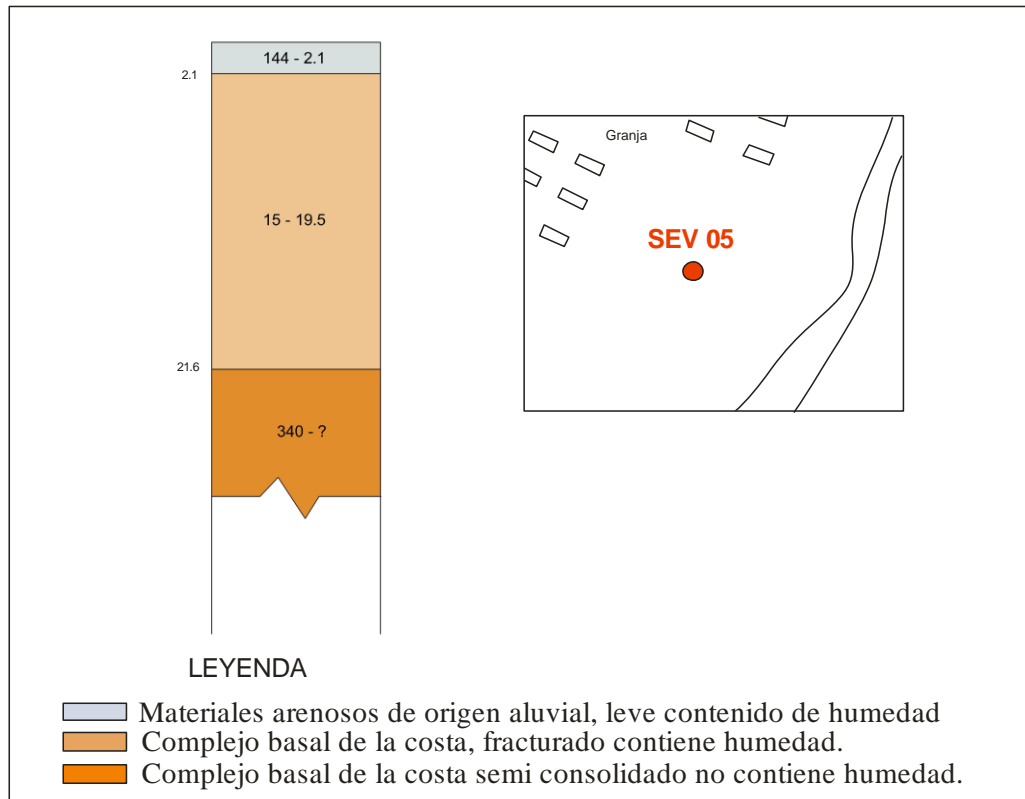 144 - 2.1
2.1
15 - 19.5
21.6
340 - ?
Granja
SEV 05
LEYENDA
Materiales arenosos de origen aluvial, leve contenido de humedad
Complejo basal de la costa, fracturado contiene humedad.
Complejo basal de la costa semi consolidado no contiene humedad.